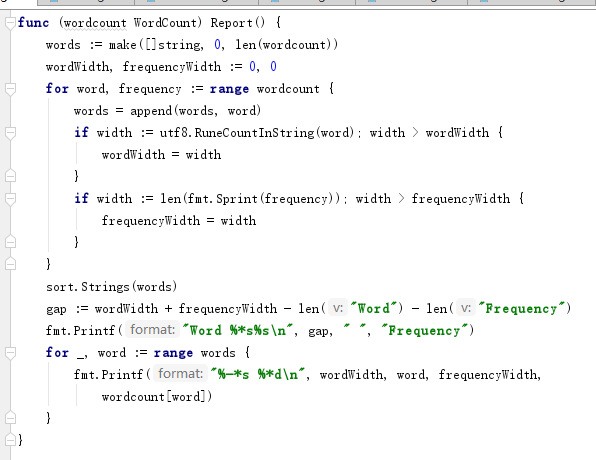 func (wordcount WordCount) Report() {
    words := make([]string, 0, len(wordcount))
    wordWidth, frequencyWidth := 0, 0
    for word, frequency := range wordcount {
        words = append(words, word)
        if width := utf8.RuneCountInString(word); width > wordWidth {
            wordWidth = width
        }
        if width := len(fmt.Sprint(frequency)); width > frequencyWidth {
            frequencyWidth = width
        }
    }
    sort.Strings(words)
    gap := wordWidth + frequencyWidth - len( v: "Word") - len( v: "Frequency")
    fmt.Printf( format: "Word %*s%s\n", gap, " ", "Frequency")
    for _, word := range words {
        fmt.Printf( format: "%-*s %*d\n", wordWidth, word, frequencyWidth,
            wordcount[word])
    }
}